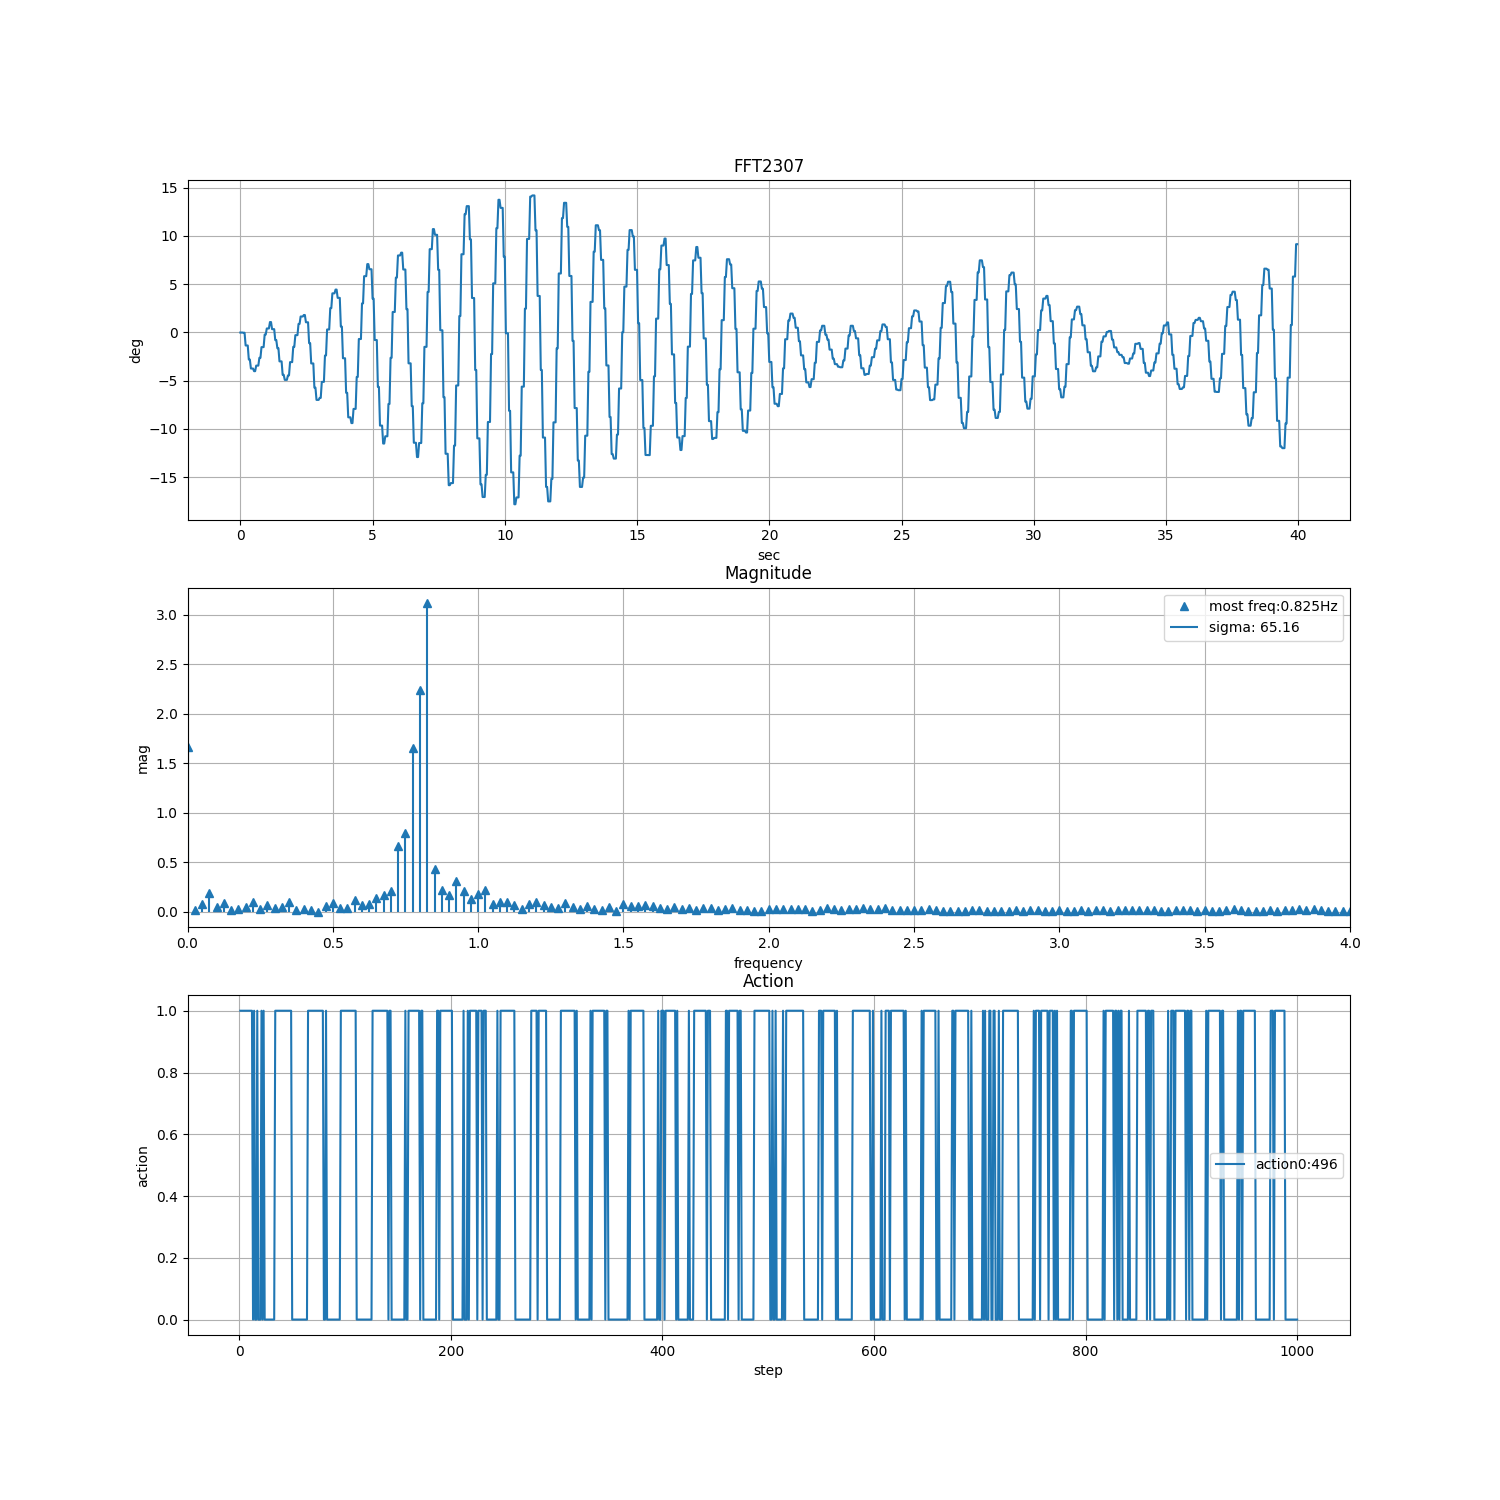 FFT2307
15
10
5
0
−5
−10
−15
deg
0 5 10 15 20 25 30 35 40
sec
Magnitude
3.0
2.5
2.0
1.5
1.0
0.5
0.0
mag
most freq:0.825Hz
sigma: 65.16
0.0 0.5 1.0 1.5 2.0 2.5 3.0 3.5 4.0
frequency
Action
1.0
0.8
0.6
0.4
0.2
0.0
action
action0:496
0 200 400 600 800 1000
step